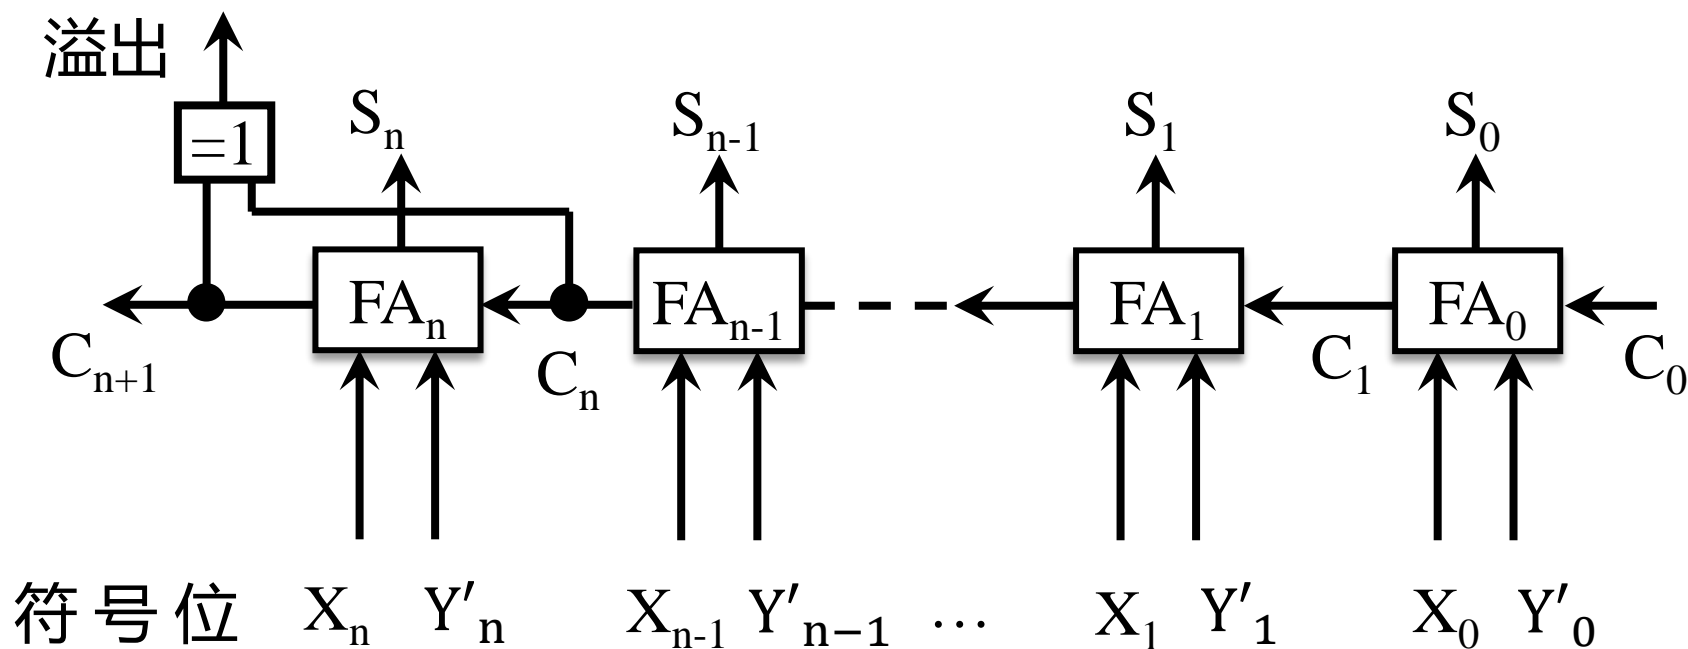 溢出
=1
Sₙ Sₙ₋₁ S₁ S₀
FAₙ FAₙ₋₁ FA₁ FA₀
Cₙ₊₁ Cₙ C₁ C₀
符号位 Xₙ Y′ₙ Xₙ₋₁ Y′ₙ₋₁ … X₁ Y′₁ X₀ Y′₀